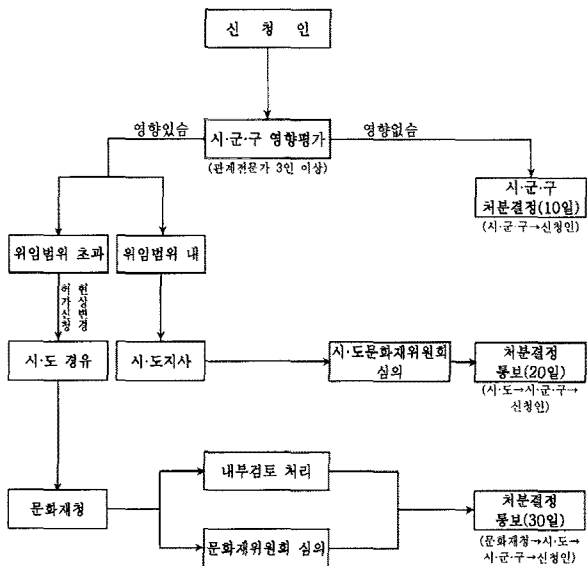 신 청 인
영향있슴
시·군·구 영향평가
영향없슴
(관계전문가 3인 이상)
시·군·구
처분결정(10일)
(시·군·구→신청인)
위임범위 초과
위임범위 내
현상변경
허가신청
시·도 경유
시·도지사
시·도문화재위원회
심의
처분결정
통보(20일)
(시·도→시·군·구→
신청인)
내부검토 처리
문화재청
문화재위원회 심의
처분결정
통보(30일)
(문화재청→시·도→
시·군·구→신청인)